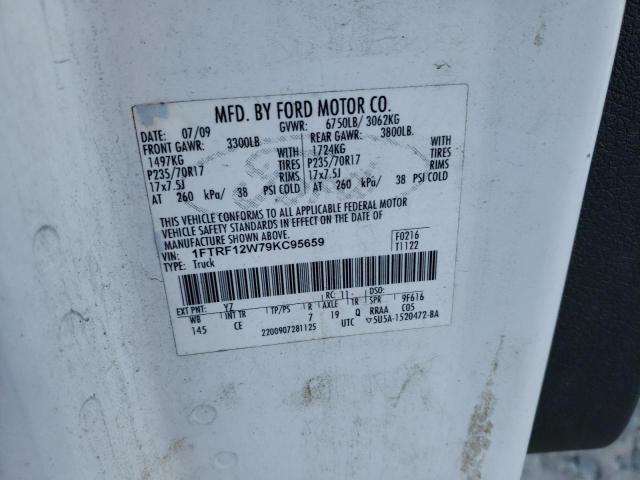 MFD. BY FORD MOTOR CO.
DATE: 07/09 GVWR: 6750LB/ 3062KG
FRONT GAWR: 3300LB REAR GAWR: 3800LB.
1497KG WITH 1724KG WITH
P235/70R17 TIRES P235/70R17 TIRES
17x7.5J RIMS 17x7.5J RIMS
AT 260 kPa/ 38 PSI COLD AT 260 kPa/ 38 PSI COLD
THIS VEHICLE CONFORMS TO ALL APPLICABLE FEDERAL MOTOR
VEHICLE SAFETY STANDARDS IN EFFECT ON THE DATE OF
MANUFACTURE SHOWN ABOVE.
VIN: 1FTRF12W79KC95659 F0216
TYPE: Truck T1122
EXT PNT: Y7 RC: 11 DSO:
WB INT TR TP/PS R AXLE TR SPR 9F616
145 CE 7 19 Q RRAA C05
2200907281125 UTC 5U5A-1520472-BA